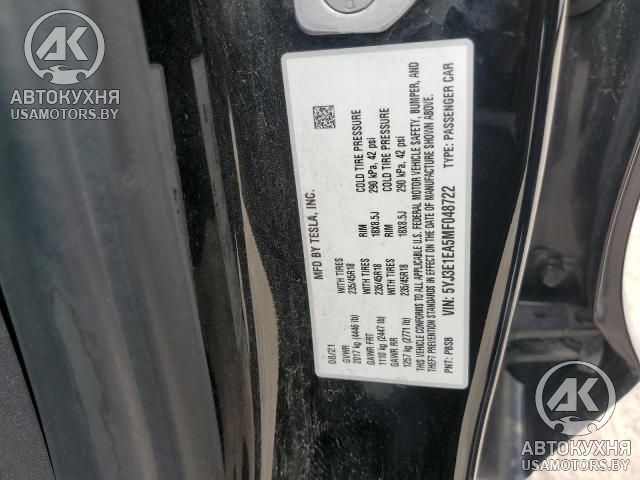 АК
АВТОКУХНЯ
USAMOTORS.BY
MFD BY TESLA, INC.
08/21
GVWR
2017 kg (4446 lb)
GAWR FRT
1110 kg (2447 lb)
GAWR RR
1257 kg (2771 lb)
WITH TIRES
235/45R18
WITH TIRES
235/45R18
RIM
18X8.5J
RIM
18X8.5J
COLD TIRE PRESSURE
290 kPa, 42 psi
COLD TIRE PRESSURE
290 kPa, 42 psi
THIS VEHICLE CONFORMS TO ALL APPLICABLE U.S. FEDERAL MOTOR VEHICLE SAFETY, BUMPER, AND
THEFT PREVENTION STANDARDS IN EFFECT ON THE DATE OF MANUFACTURE SHOWN ABOVE.
VIN: 5YJ3E1EA5MF048722
TYPE: PASSENGER CAR
PNT: PBSB
АК
АВТОКУХНЯ
USAMOTORS.BY